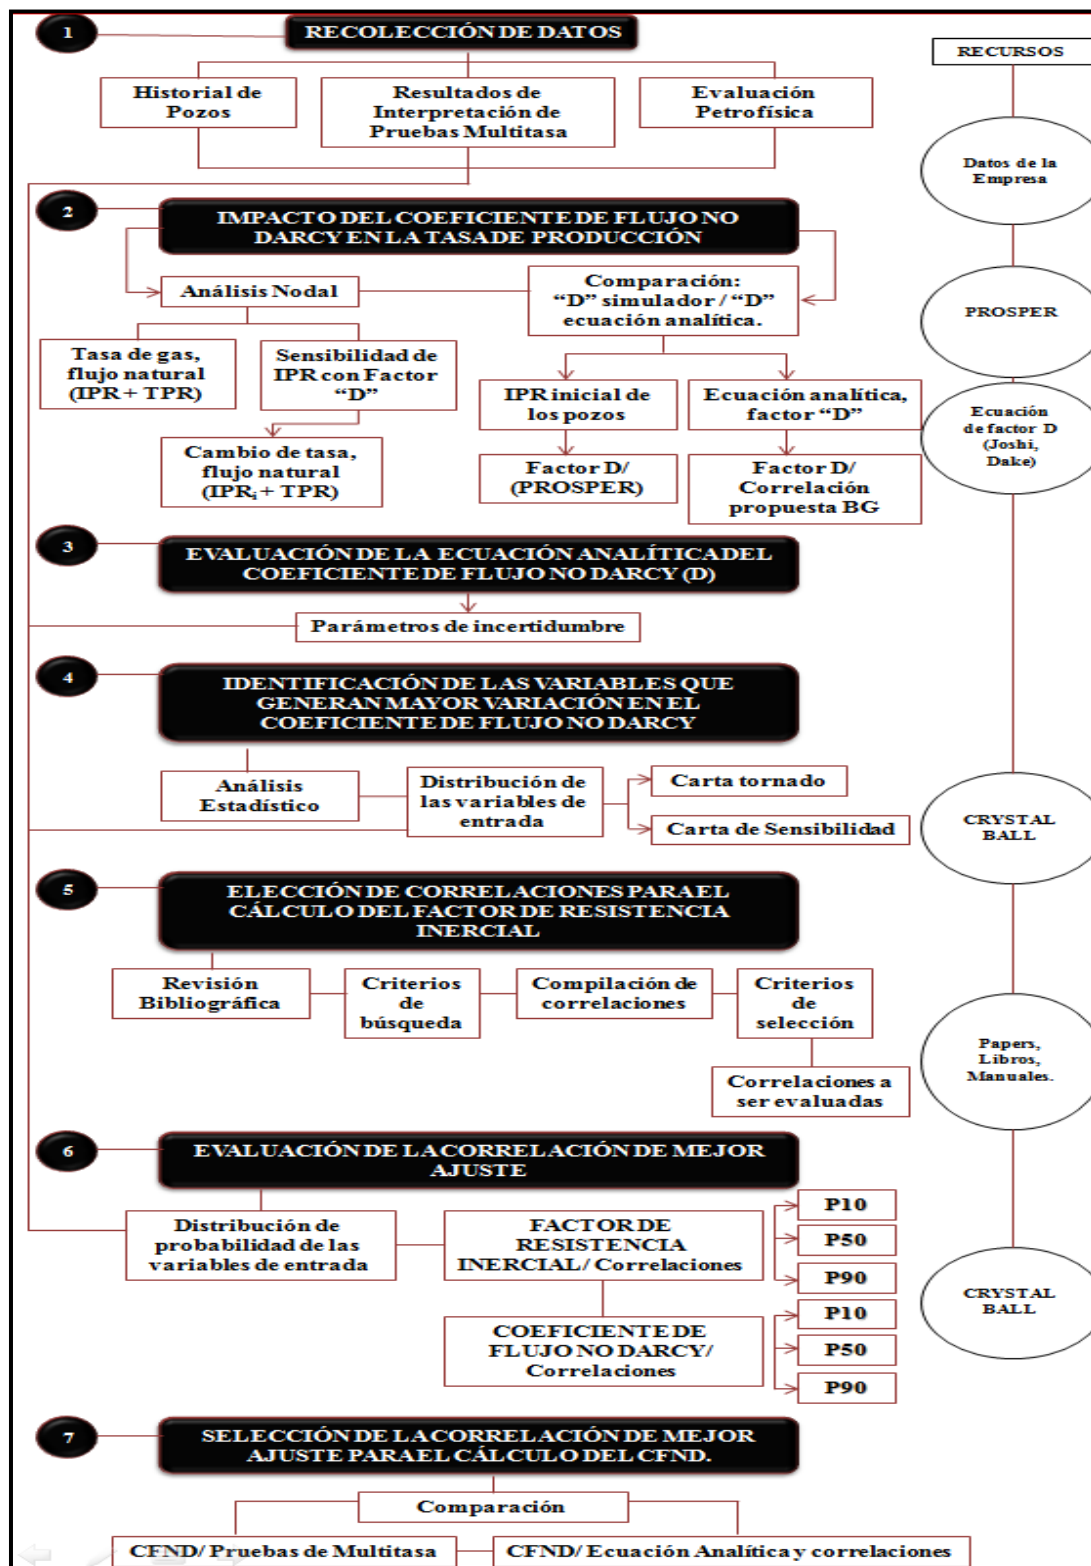 1
RECOLECCIÓN DE DATOS
RECURSOS
Historial de
Pozos
Resultados de
Interpretación de
Pruebas Multitasa
Evaluación
Petrofísica
Datos de la
Empresa
2
IMPACTO DEL COEFICIENTE DE FLUJO NO
DARCY EN LA TASA DE PRODUCCIÓN
Análisis Nodal
Comparación:
“D” simulador / “D”
ecuación analítica.
PROSPER
Tasa de gas,
flujo natural
(IPR + TPR)
Sensibilidad de
IPR con Factor
“D”
IPR inicial de
los pozos
Ecuación analítica,
factor “D”
Ecuación
de factor D
(Joshi,
Dake)
Cambio de tasa,
flujo natural
(IPRi + TPR)
Factor D/
(PROSPER)
Factor D/
Correlación
propuesta BG
3
EVALUACIÓN DE LA ECUACIÓN ANALÍTICA DEL
COEFICIENTE DE FLUJO NO DARCY (D)
Parámetros de incertidumbre
4
IDENTIFICACIÓN DE LAS VARIABLES QUE
GENERAN MAYOR VARIACIÓN EN EL
COEFICIENTE DE FLUJO NO DARCY
Análisis
Estadístico
Distribución de
las variables de
entrada
Carta tornado
Carta de Sensibilidad
CRYSTAL
BALL
5
ELECCIÓN DE CORRELACIONES PARA EL
CÁLCULO DEL FACTOR DE RESISTENCIA
INERCIAL
Revisión
Bibliográfica
Criterios
de
búsqueda
Compilación de
correlaciones
Criterios
de
selección
Correlaciones a
ser evaluadas
Papers,
Libros,
Manuales.
6
EVALUACIÓN DE LA CORRELACIÓN DE MEJOR
AJUSTE
Distribución de
probabilidad de las
variables de entrada
FACTOR DE
RESISTENCIA
INERCIAL/ Correlaciones
P10
P50
P90
COEFICIENTE DE
FLUJO NO DARCY/
Correlaciones
P10
P50
P90
CRYSTAL
BALL
7
SELECCIÓN DE LA CORRELACIÓN DE MEJOR
AJUSTE PARA EL CÁLCULO DEL CFND.
Comparación
CFND/ Pruebas de Multitasa
CFND/ Ecuación Analítica y correlaciones